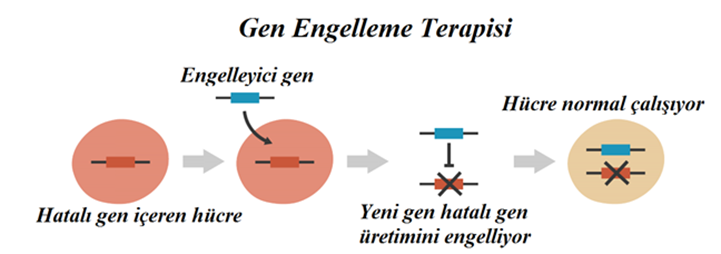 Gen Engelleme Terapisi
Engelleyici gen
Hücre normal çalışıyor
Hatalı gen içeren hücre
Yeni gen hatalı gen
üretimini engelliyor